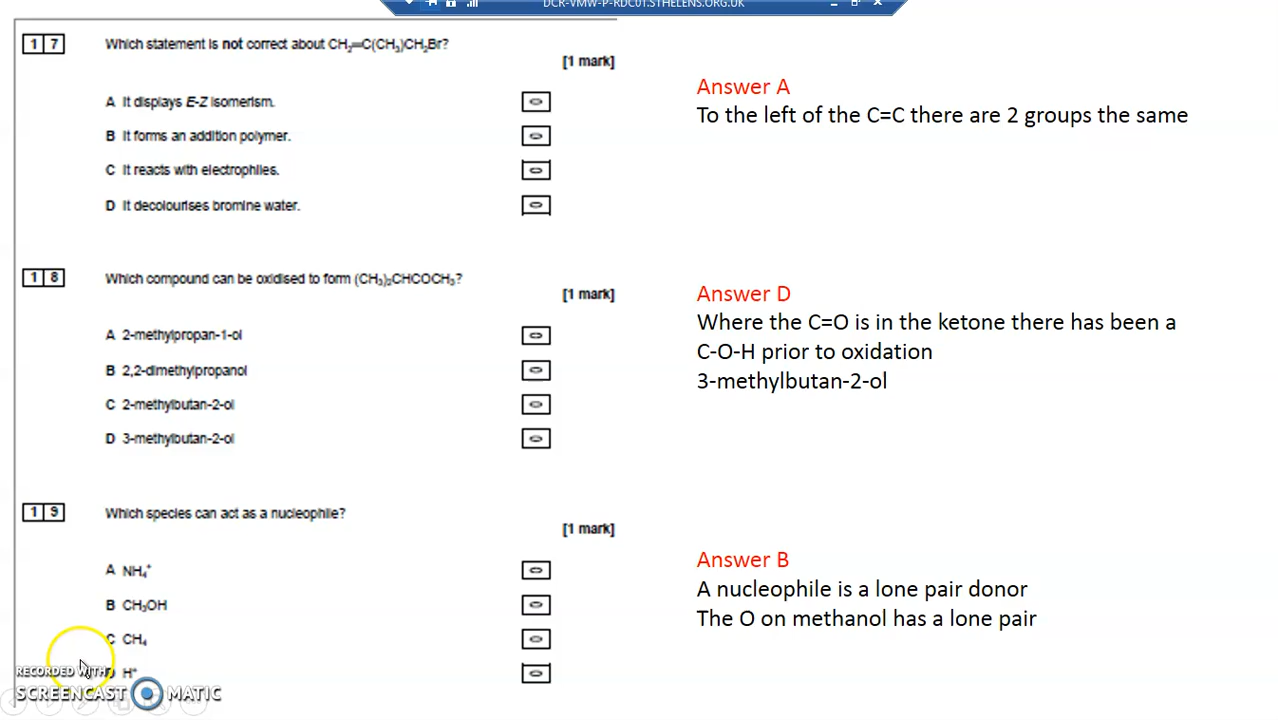 DCR-VMW-P-RDC01.STHELENS.ORG.UK
1 7 Which statement is not correct about CH₂=C(CH₃)CH₂Br?
[1 mark]
A It displays E-Z isomerism.
B It forms an addition polymer.
C It reacts with electrophiles.
D It decolourises bromine water.
Answer A
To the left of the C=C there are 2 groups the same
1 8 Which compound can be oxidised to form (CH₃)₂CHCOCH₃?
[1 mark]
A 2-methylpropan-1-ol
B 2,2-dimethylpropanol
C 2-methylbutan-2-ol
D 3-methylbutan-2-ol
Answer D
Where the C=O is in the ketone there has been a
C-O-H prior to oxidation
3-methylbutan-2-ol
1 9 Which species can act as a nucleophile?
[1 mark]
A NH₄⁺
B CH₃OH
C CH₄
D H⁺
Answer B
A nucleophile is a lone pair donor
The O on methanol has a lone pair
RECORDED WITH
SCREENCAST MATIC